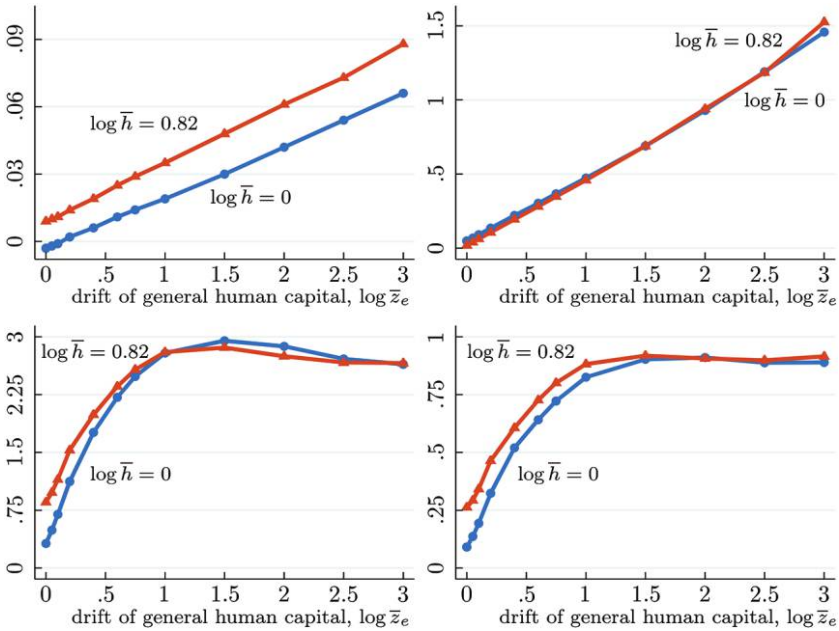 .09
.06
.03
0
log h̅ = 0.82
log h̅ = 0
0 .5 1 1.5 2 2.5 3
drift of general human capital, log z̅ₑ
1.5
1
.5
0
log h̅ = 0.82
log h̅ = 0
0 .5 1 1.5 2 2.5 3
drift of general human capital, log z̅ₑ
3
2.25
1.5
.75
0
log h̅ = 0.82
log h̅ = 0
0 .5 1 1.5 2 2.5 3
drift of general human capital, log z̅ₑ
1
.75
.5
.25
0
log h̅ = 0.82
log h̅ = 0
0 .5 1 1.5 2 2.5 3
drift of general human capital, log z̅ₑ